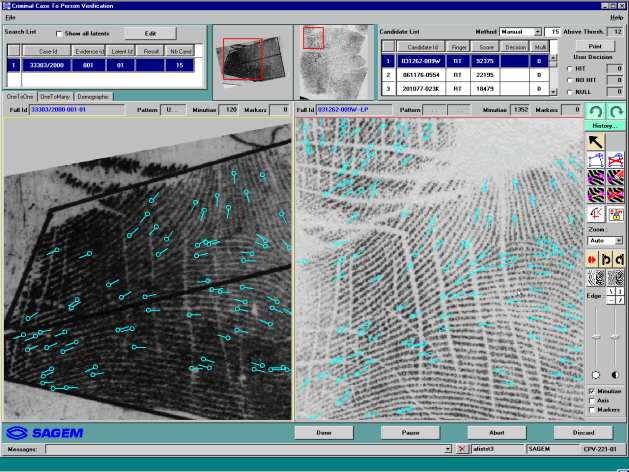 Criminal Case To Person Verification
File Help
Search List Show all latents Edit
Case Id Evidence Id Latent Id Result Nb Cand
1 33303/2000 001 01 15
OneToOne OneToMany Demographic
Candidate List Method Manual 15 Above Thresh. 12
Candidate Id Finger Score Decision Mult
1 031262-009W RT 92375 0
2 061176-0554 RT 22195 0
3 201077-023K RT 18479 0
Print
User Decision
HIT 0
NO HIT 0
NULL 0
Full Id 33303/2000-001-01 Pattern U... Minutiae 120 Markers 0
Full Id 031262-009W-LP Pattern .. .. Minutiae 1352 Markers 0
History...
Zoom :
Auto
Edge :
Minutiae
Axis
Markers
SAGEM
Done Pause Abort Discard
Messages: afistst3 SAGEM CPV-221-01